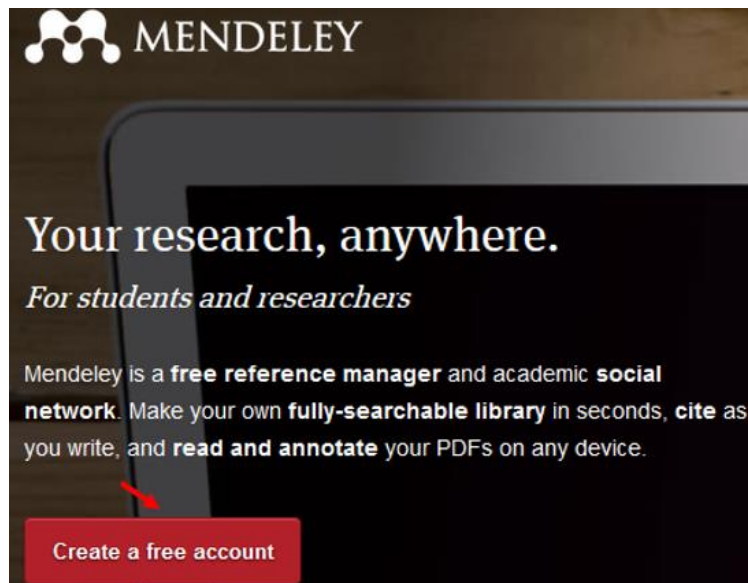 MENDELEY
Your research, anywhere.
For students and researchers
Mendeley is a free reference manager and academic social
network. Make your own fully-searchable library in seconds, cite as
you write, and read and annotate your PDFs on any device.
Create a free account